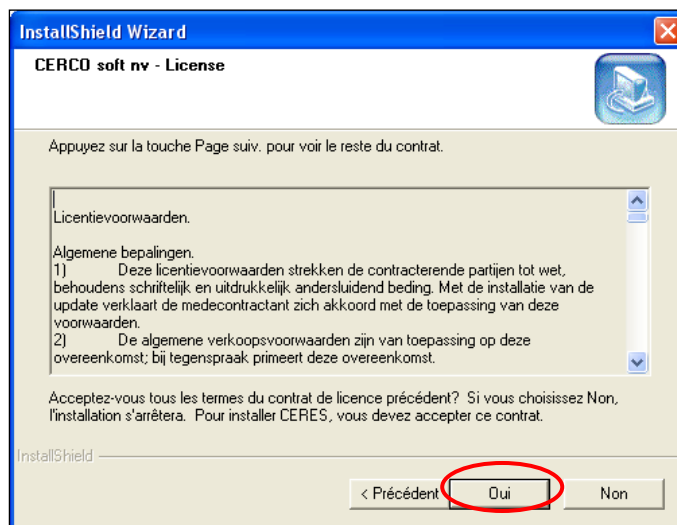 InstallShield Wizard
CERCO soft nv - License
Appuyez sur la touche Page suiv. pour voir le reste du contrat.
Licentievoorwaarden.
Algemene bepalingen.
1) Deze licentievoorwaarden strekken de contracterende partijen tot wet,
behoudens schriftelijk en uitdrukkelijk andersluidend beding. Met de installatie van de
update verklaart de medecontractant zich akkoord met de toepassing van deze
voorwaarden.
2) De algemene verkoopsvoorwaarden zijn van toepassing op deze
overeenkomst; bij tegenspraak primeert deze overeenkomst.
Acceptez-vous tous les termes du contrat de licence précédent? Si vous choisissez Non,
l'installation s'arrêtera. Pour installer CERES, vous devez accepter ce contrat.
InstallShield
< Précédent Oui Non